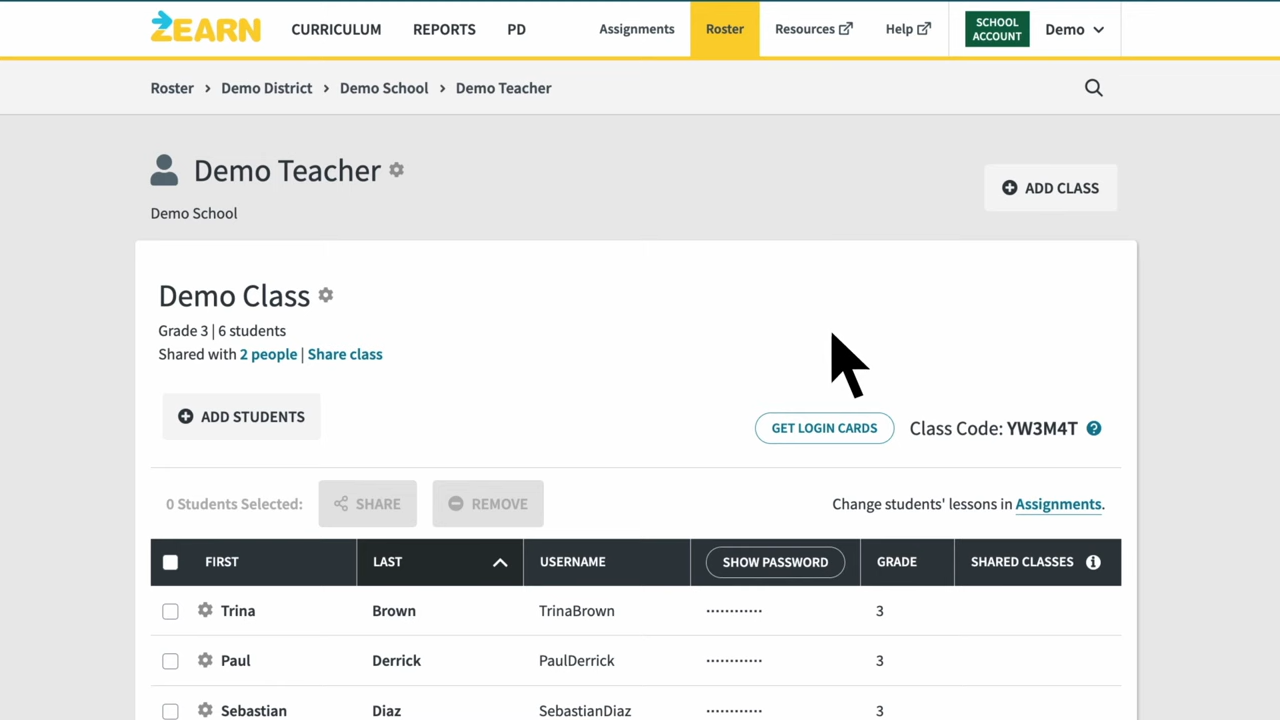 ZEARN CURRICULUM REPORTS PD Assignments Roster Resources Help SCHOOL ACCOUNT Demo
Roster > Demo District > Demo School > Demo Teacher
Demo Teacher
ADD CLASS
Demo School
Demo Class
Grade 3 | 6 students
Shared with 2 people | Share class
ADD STUDENTS
GET LOGIN CARDS Class Code: YW3M4T ?
0 Students Selected: SHARE REMOVE Change students' lessons in Assignments.
FIRST LAST USERNAME SHOW PASSWORD GRADE SHARED CLASSES i
Trina Brown TrinaBrown ············ 3
Paul Derrick PaulDerrick ············ 3
Sebastian Diaz SebastianDiaz ············ 3